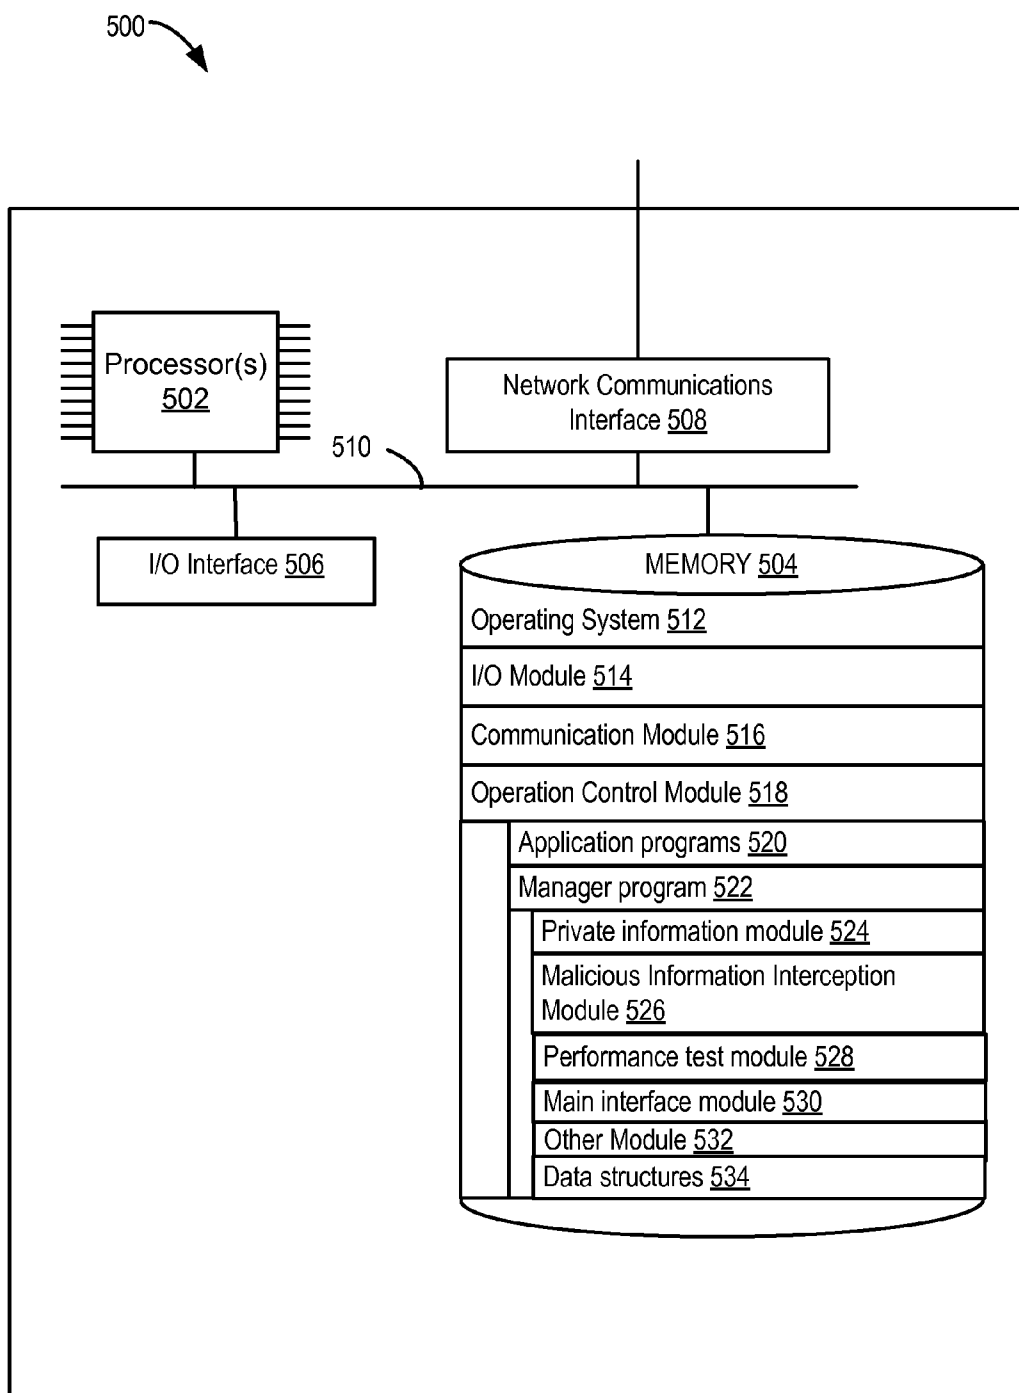 500
Processor(s)
502
Network Communications
Interface 508
510
I/O Interface 506
MEMORY 504
Operating System 512
I/O Module 514
Communication Module 516
Operation Control Module 518
Application programs 520
Manager program 522
Private information module 524
Malicious Information Interception
Module 526
Performance test module 528
Main interface module 530
Other Module 532
Data structures 534